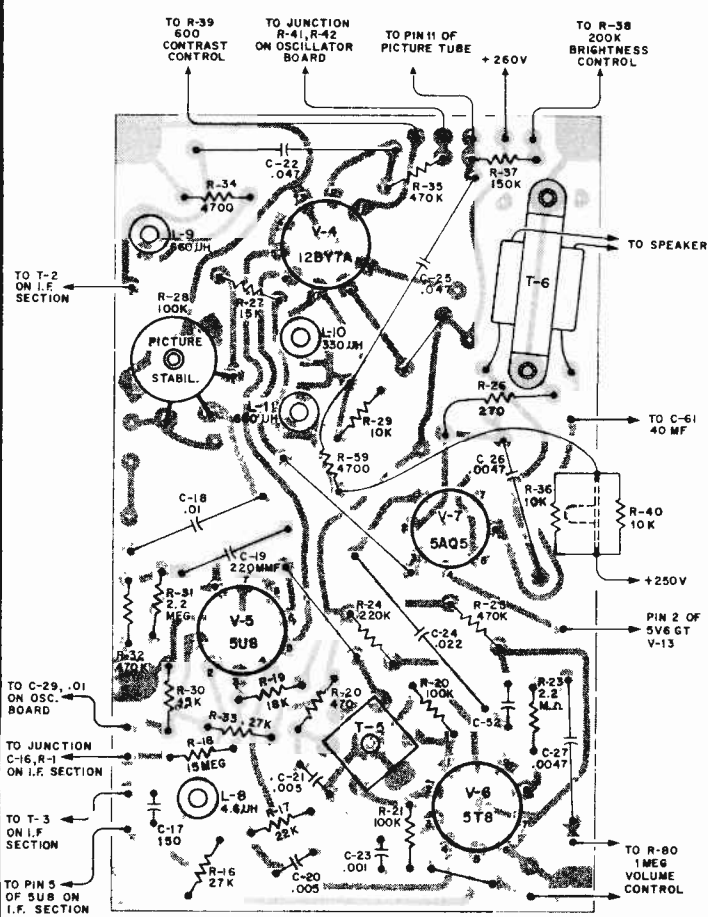 TO R-39
600
CONTRAST
CONTROL
TO JUNCTION
R-41, R-42
ON OSCILLATOR
BOARD
TO PIN 11 OF
PICTURE TUBE
+260V
TO R-38
200K
BRIGHTNESS
CONTROL
C-22
.047
R-34
4700
R-35
470K
R-37
150K
L-9
660UH
V-4
12BY7A
TO SPEAKER
C-25
.047
T-6
TO T-2
ON I.F.
SECTION
R-28
100K
R-27
15K
PICTURE
STABIL.
L-10
330UH
R-26
270
L-11
680UH
R-29
10K
TO C-61
40 MF
R-59
4700
C-26
.0047
R-36
10K
R-40
10K
C-18
.01
V-7
5AQ5
C-19
220MMF
+250V
R-31
2.2
MEG
V-5
5U8
R-24
220K
R-25
470K
C-24
.022
PIN 2 OF
5V6 GT
V-13
R-32
470K
TO C-29, .01
ON OSC.
BOARD
R-30
15K
R-19
18K
R-20
470
R-20
100K
R-23
2.2
MΩ
C-52
R-33 .27K
T-5
TO JUNCTION
C-16, R-1
ON I.F. SECTION
R-18
15MEG
C-27
.0047
C-21
.005
L-8
4.6UH
V-6
5T8
TO T-3
ON I.F
SECTION
C-17
150
R-17
22K
R-21
100K
R-16
27K
C-20
.005
C-23
.001
TO R-80
1 MEG
VOLUME
CONTROL
TO PIN 5
OF 5U8 ON
I.F. SECTION